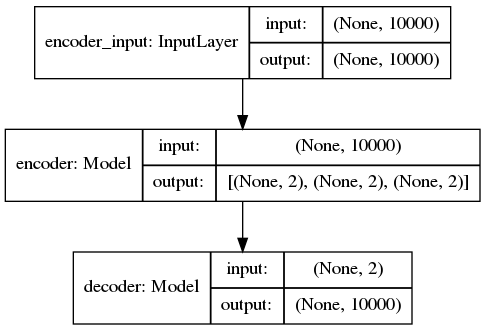 encoder_input: InputLayer
input: (None, 10000)
output: (None, 10000)
encoder: Model
input: (None, 10000)
output: [(None, 2), (None, 2), (None, 2)]
decoder: Model
input: (None, 2)
output: (None, 10000)